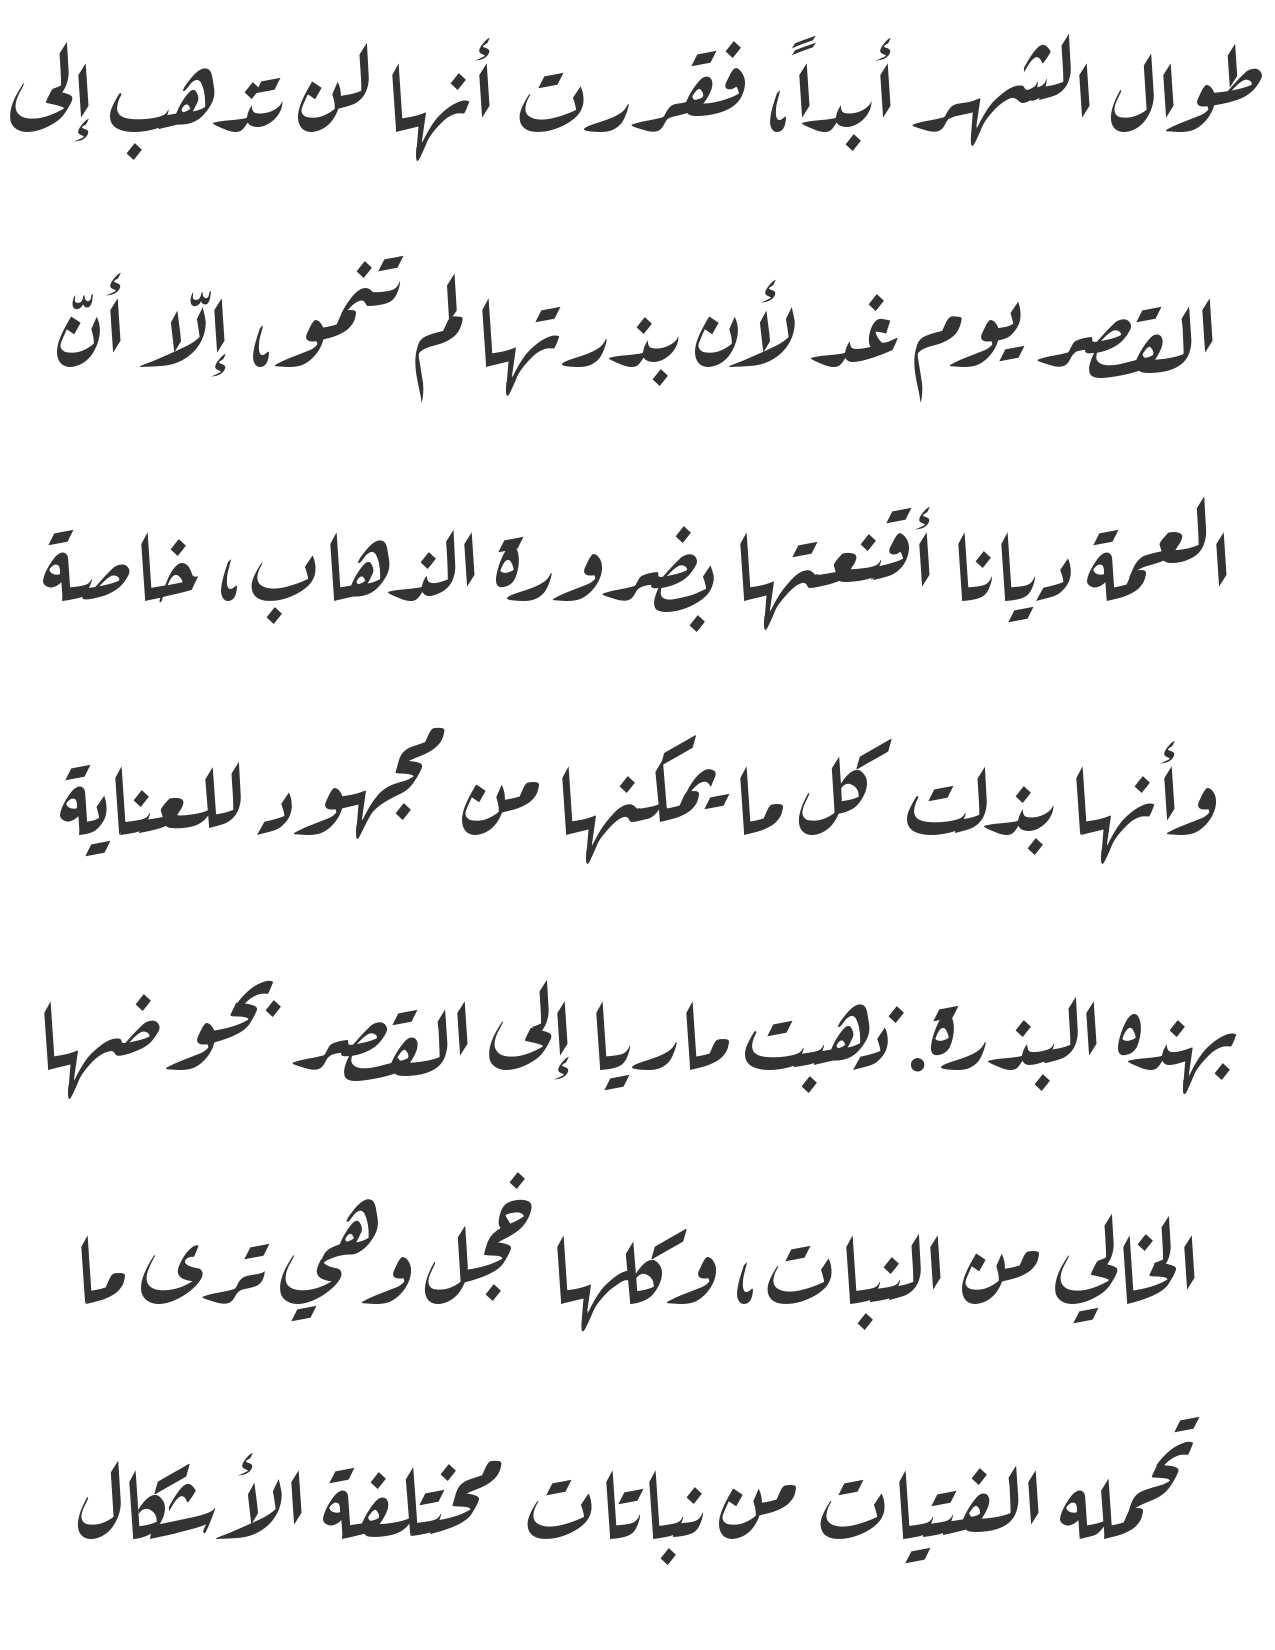 طوال الشهر أبداً، فقررت أنها لن تذهب إلى
القصر يوم غد لأن بذرتها لم تنمو، إلّا أنّ
العمة ديانا أقنعتها بضرورة الذهاب، خاصة
وأنها بذلت كل ما يمكنها من مجهود للعناية
بهذه البذرة. ذهبت ماريا إلى القصر بحوضها
الخالي من النبات، وكلها خجل وهي ترى ما
تحمله الفتيات من نباتات مختلفة الأشكال